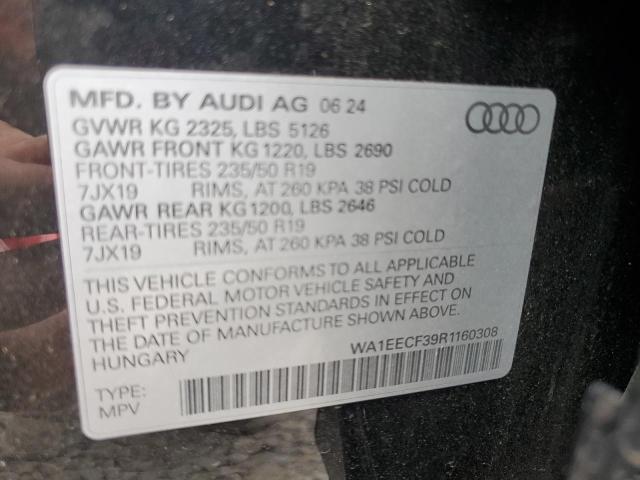 MFD. BY AUDI AG 06 24
GVWR KG 2325, LBS 5126
GAWR FRONT KG 1220, LBS 2690
FRONT-TIRES 235/50 R19
7JX19 RIMS, AT 260 KPA 38 PSI COLD
GAWR REAR KG 1200, LBS 2646
REAR-TIRES 235/50 R19
7JX19 RIMS, AT 260 KPA 38 PSI COLD
THIS VEHICLE CONFORMS TO ALL APPLICABLE
U.S. FEDERAL MOTOR VEHICLE SAFETY AND
THEFT PREVENTION STANDARDS IN EFFECT ON
THE DATE OF MANUFACTURE SHOWN ABOVE.
HUNGARY
WA1EECF39R1160308
TYPE:
MPV